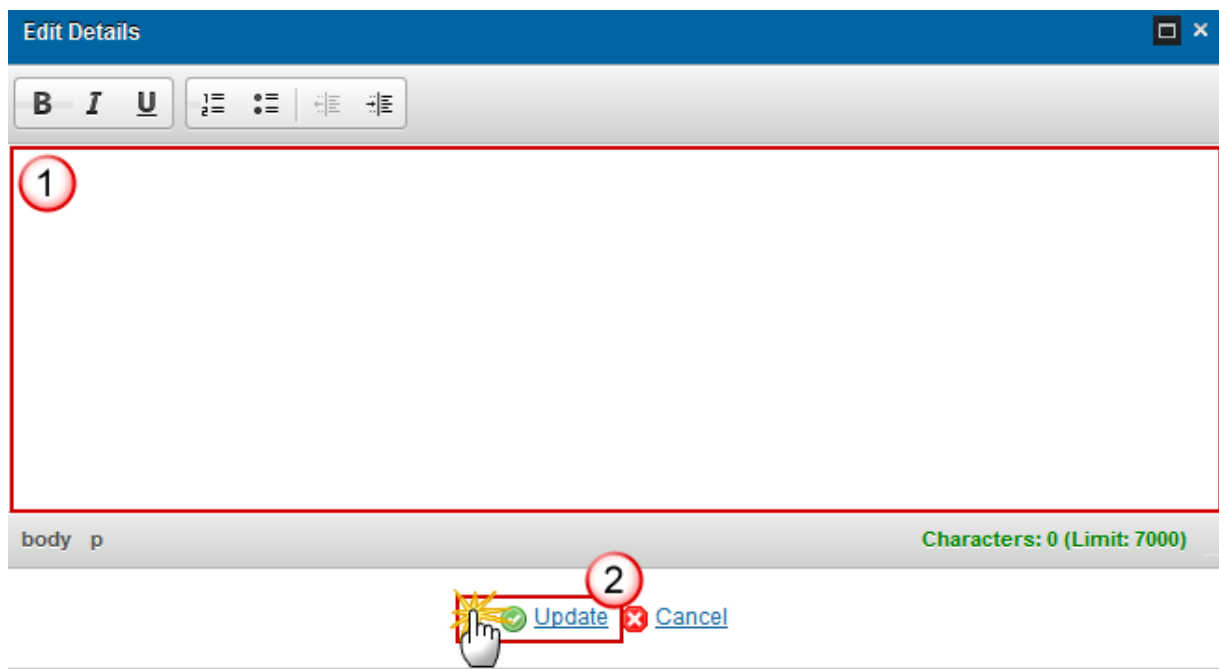 Edit Details
B I U
1
body p Characters: 0 (Limit: 7000)
2
Update Cancel